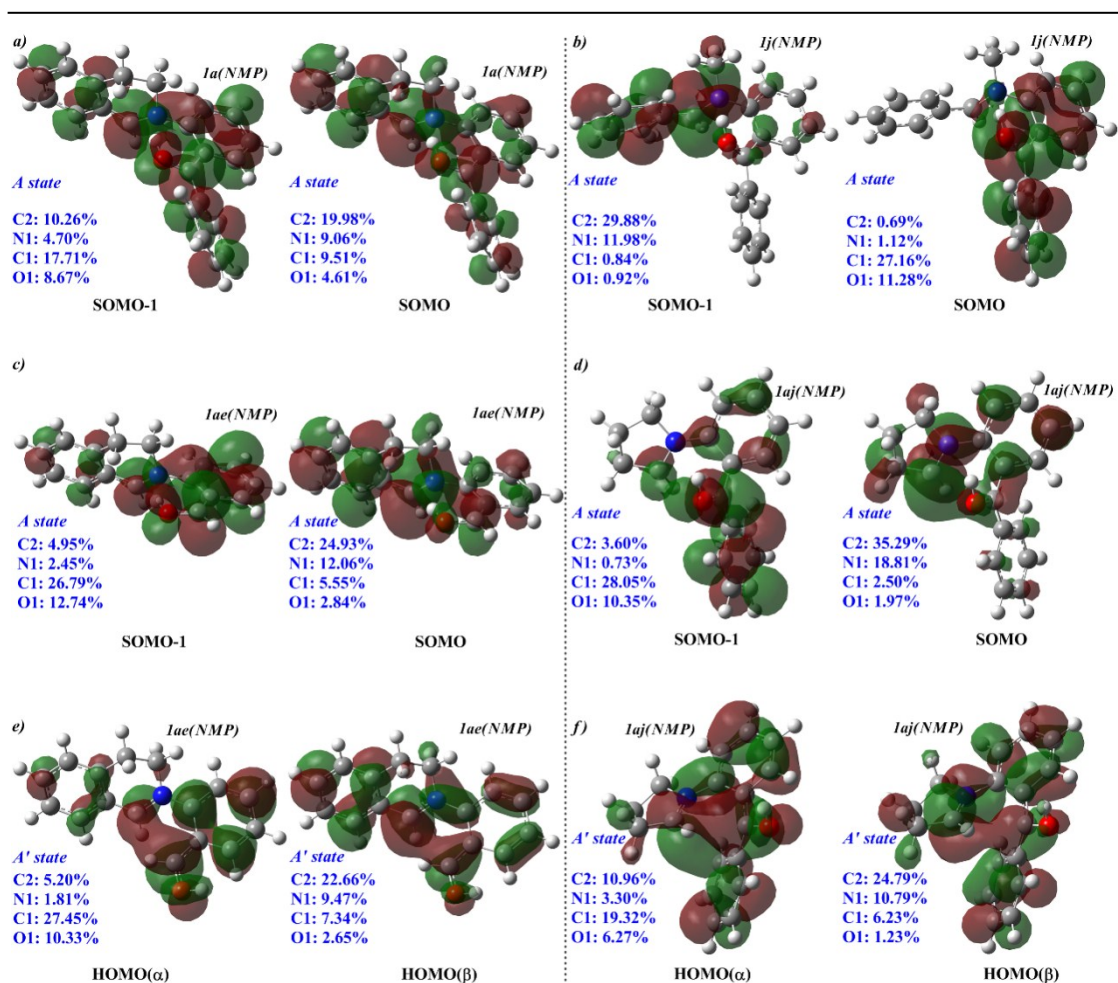 a)
1a(NMP)
A state
C2: 10.26%
N1: 4.70%
C1: 17.71%
O1: 8.67%
SOMO-1
1a(NMP)
A state
C2: 19.98%
N1: 9.06%
C1: 9.51%
O1: 4.61%
SOMO
b)
1j(NMP)
A state
C2: 29.88%
N1: 11.98%
C1: 0.84%
O1: 0.92%
SOMO-1
1j(NMP)
A state
C2: 0.69%
N1: 1.12%
C1: 27.16%
O1: 11.28%
SOMO
c)
1ae(NMP)
A state
C2: 4.95%
N1: 2.45%
C1: 26.79%
O1: 12.74%
SOMO-1
1ae(NMP)
A state
C2: 24.93%
N1: 12.06%
C1: 5.55%
O1: 2.84%
SOMO
d)
1aj(NMP)
A state
C2: 3.60%
N1: 0.73%
C1: 28.05%
O1: 10.35%
SOMO-1
1aj(NMP)
A state
C2: 35.29%
N1: 18.81%
C1: 2.50%
O1: 1.97%
SOMO
e)
1ae(NMP)
A' state
C2: 5.20%
N1: 1.81%
C1: 27.45%
O1: 10.33%
HOMO(α)
1ae(NMP)
A' state
C2: 22.66%
N1: 9.47%
C1: 7.34%
O1: 2.65%
HOMO(β)
f)
1aj(NMP)
A' state
C2: 10.96%
N1: 3.30%
C1: 19.32%
O1: 6.27%
HOMO(α)
1aj(NMP)
A' state
C2: 24.79%
N1: 10.79%
C1: 6.23%
O1: 1.23%
HOMO(β)